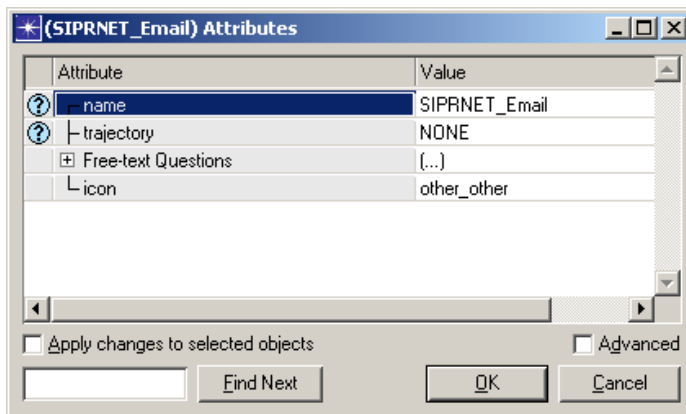 (SIPRNET_Email) Attributes
Attribute Value
name SIPRNET_Email
trajectory NONE
Free-text Questions (...)
icon other_other
Apply changes to selected objects Advanced
Find Next OK Cancel